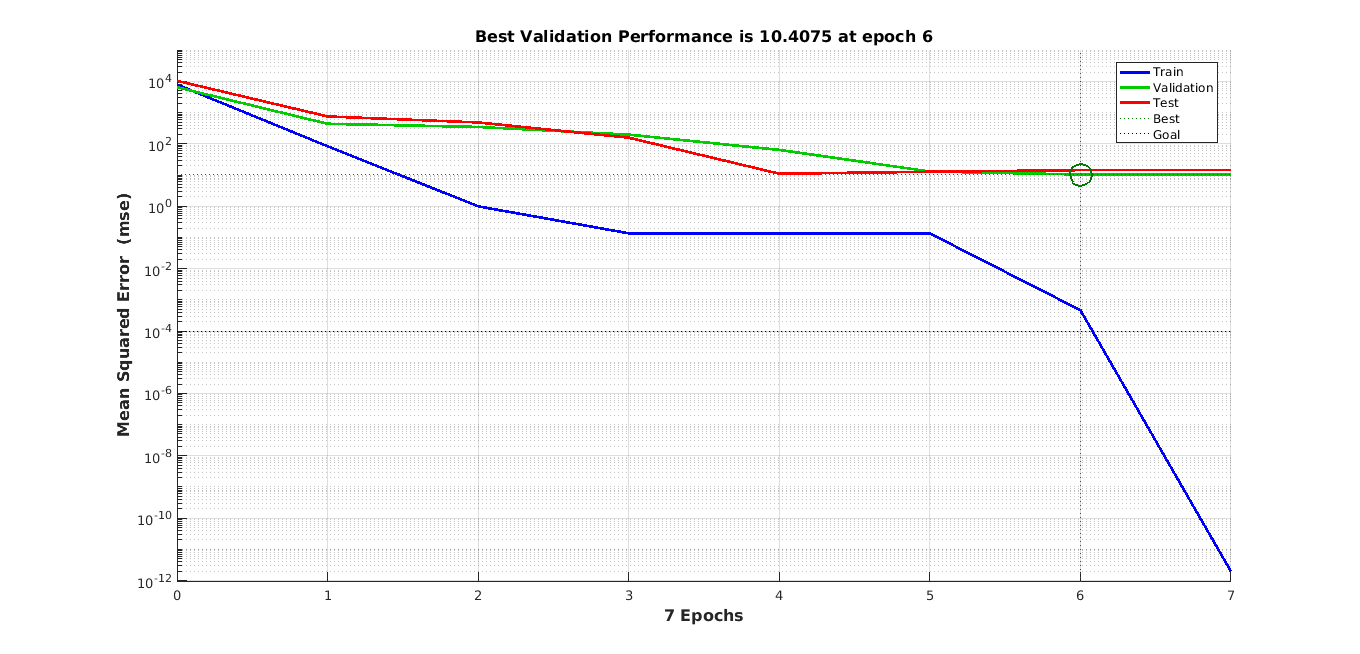 Best Validation Performance is 10.4075 at epoch 6
Train
Validation
Test
Best
Goal
Mean Squared Error  (mse)
10^4
10^2
10^0
10^-2
10^-4
10^-6
10^-8
10^-10
10^-12
0 1 2 3 4 5 6 7
7 Epochs